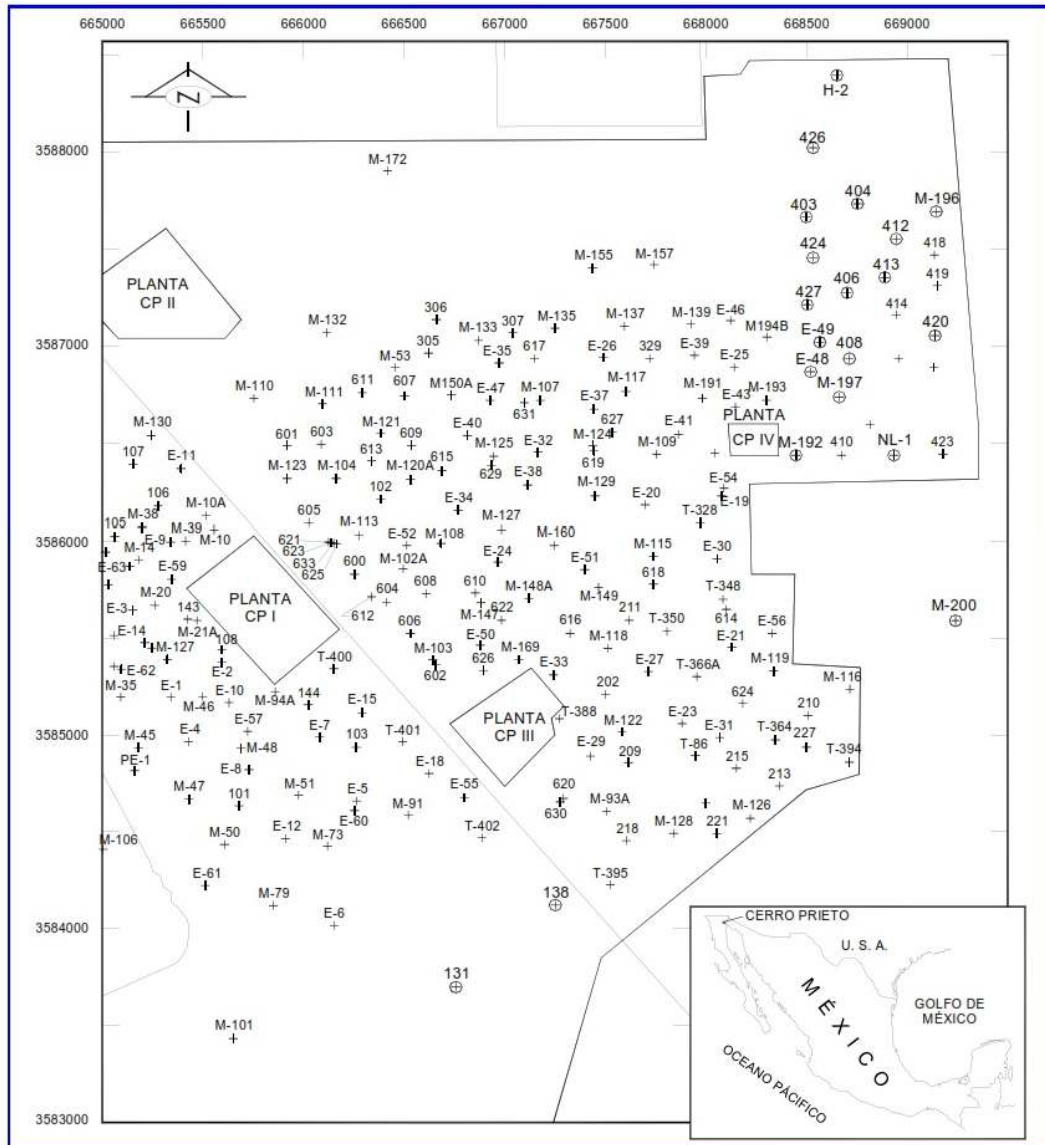 665000 665500 666000 666500 667000 667500 668000 668500 669000
N
H-2
3588000
426
M-172
404
403
M-196
412
424
418
M-155
M-157
413
419
PLANTA
CP II
406
427
306
M-135
M-137
M-139
E-46
414
M-132
M-133
307
M194B
E-49
420
305
617
E-26
329
E-39
408
M-53
E-35
E-25
E-48
M-117
M-110
611
607
M150A
E-47
M-107
M-191
M-193
M-197
M-111
E-37
E-43
631
627
PLANTA
CP IV
M-130
M-121
E-40
E-41
601
603
609
E-32
M-124
M-109
M-192
410
NL-1
423
107
E-11
613
M-125
615
629
619
M-123
M-104
M-120A
E-38
M-129
E-54
102
E-20
E-19
106
E-34
M-38
M-10A
605
T-328
105
M-39
M-113
M-127
E-9
M-10
621
E-52
M-108
M-160
3586000
M-14
623
M-115
E-30
633
M-102A
E-24
E-51
E-63
E-59
625
600
618
PLANTA
CP I
604
608
610
M-148A
M-149
T-348
M-20
E-3
143
612
M-147
622
211
T-350
614
E-14
M-21A
606
616
E-56
M-127
108
E-50
M-118
E-21
M-103
M-169
E-62
E-2
T-400
602
626
E-33
E-27
T-366A
M-119
M-35
E-1
M-116
M-46
E-10
M-94A
144
E-15
202
624
PLANTA
CP III
T-388
210
E-57
E-23
M-122
E-31
T-364
3585000
M-45
E-4
M-48
E-7
103
T-401
227
T-394
PE-1
E-8
E-29
209
T-86
215
E-18
213
M-47
101
M-51
E-5
E-55
620
E-60
M-91
630
M-93A
M-126
M-106
M-50
E-12
M-73
T-402
218
M-128
221
E-61
T-395
M-79
138
3584000
E-6
131
M-101
3583000
3587000
CERRO PRIETO
U. S. A.
MÉXICO
GOLFO DE
MÉXICO
OCEANO PÁCIFICO